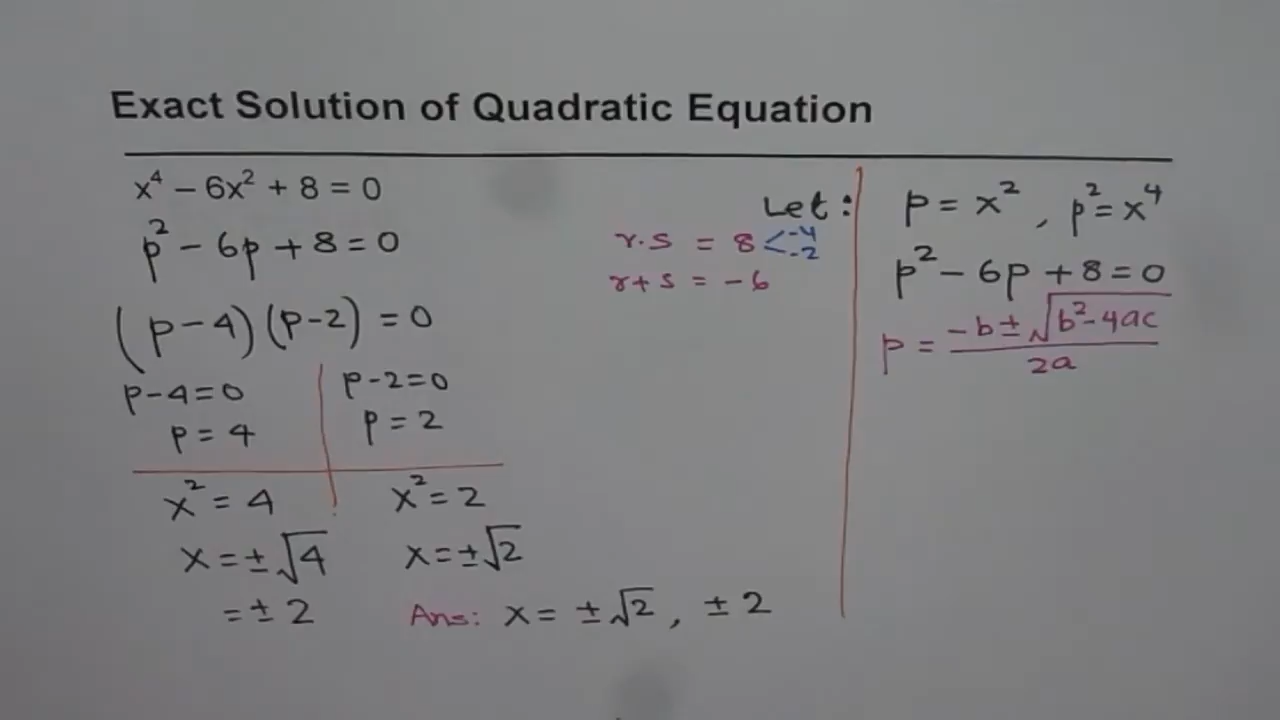 Exact Solution of Quadratic Equation
x⁴ – 6x² + 8 = 0
p² - 6p + 8 = 0
(p-4)(p-2) = 0
p-4=0
p = 4
p-2=0
p = 2
x² = 4
x = ± √4
= ± 2
x² = 2
x = ± √2
Ans: x = ± √2 , ± 2
r.s = 8 < -4 -2
r+s = -6
Let : p = x² , p² = x⁴
p² - 6p + 8 = 0
p = (-b ± √(b²-4ac)) / 2a